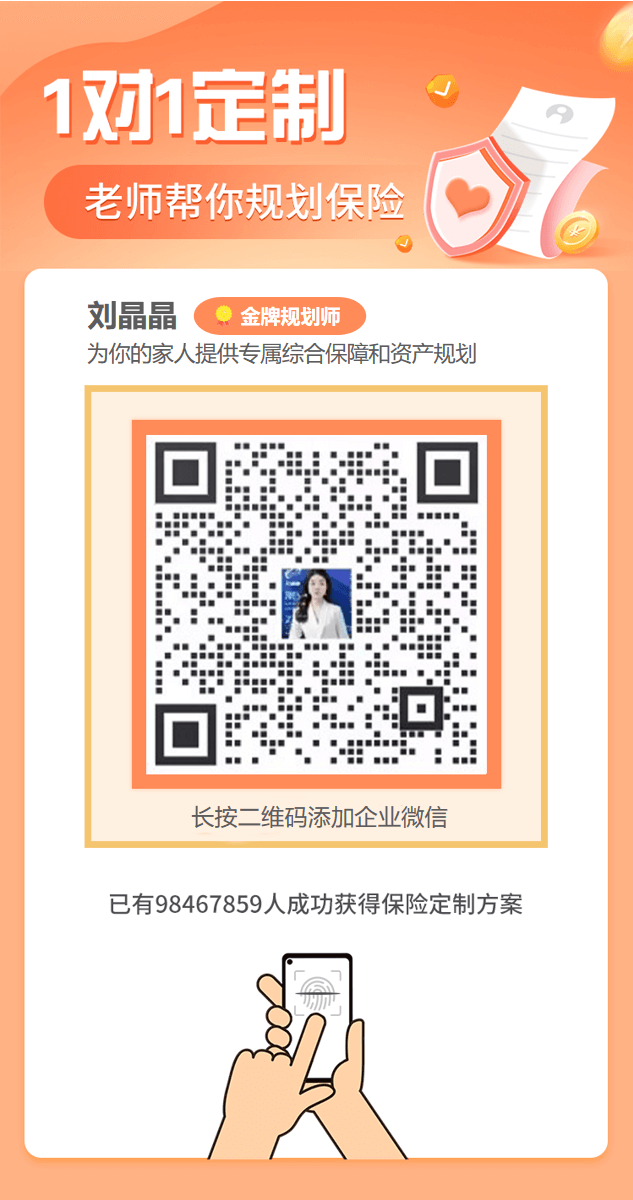 1对1定制
老师帮你规划保险
刘晶晶
金牌规划师
为你的家人提供专属综合保障和资产规划
长按二维码添加企业微信
已有98467859人成功获得保险定制方案